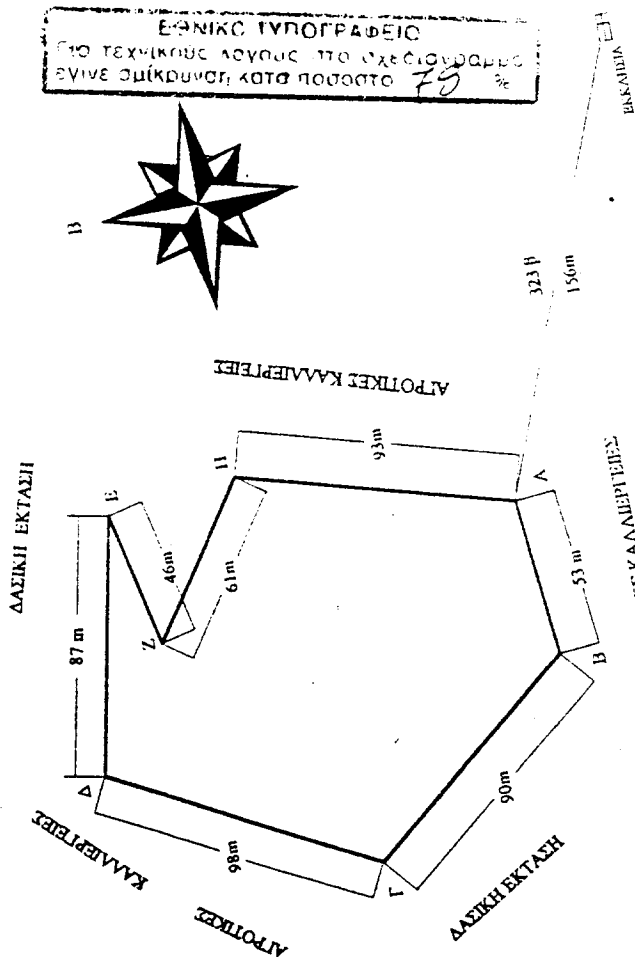 ΕΘΝΙΚΟ ΤΥΠΟΓΡΑΦΕΙΟ
Για τεχνικούς λόγους στο σχεδιάγραμμα
έγινε σμίκρυνση κατά ποσοστό 75 %
ΕΚΚΛΗΣΙΑ
Β
323 β
156m
ΑΓΡΟΤΙΚΕΣ ΚΑΛΛΙΕΡΓΕΙΕΣ
ΔΑΣΙΚΗ ΕΚΤΑΣΗ
Ε
Η
93m
87 m
46m
61m
Ζ
Α
ΚΑΛΛΙΕΡΓΕΙΕΣ
53 m
Β
Δ
90m
ΑΓΡΟΤΙΚΕΣ ΚΑΛΛΙΕΡΓΕΙΕΣ
98m
Γ
ΔΑΣΙΚΗ ΕΚΤΑΣΗ